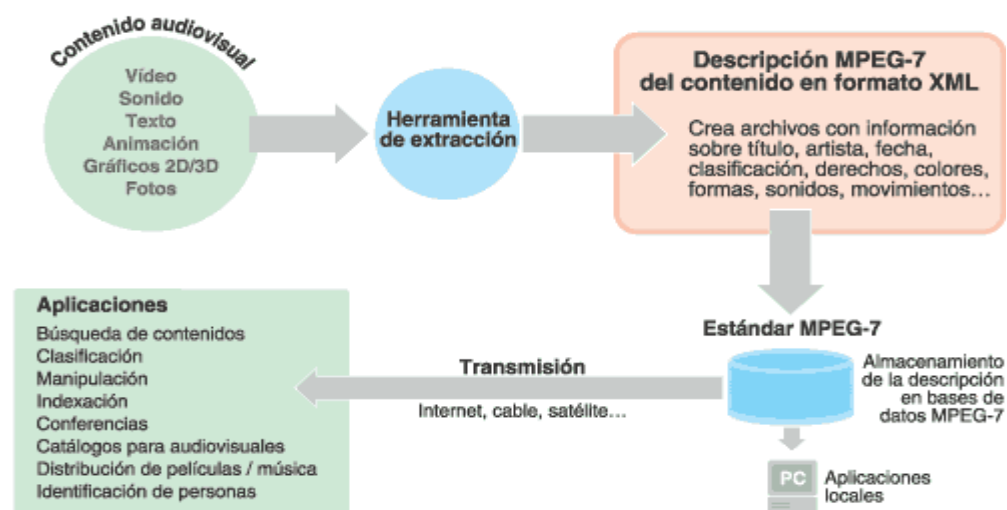 Contenido audiovisual
Vídeo
Sonido
Texto
Animación
Gráficos 2D/3D
Fotos
Herramienta
de extracción
Descripción MPEG-7
del contenido en formato XML
Crea archivos con información
sobre título, artista, fecha,
clasificación, derechos, colores,
formas, sonidos, movimientos...
Estándar MPEG-7
Almacenamiento
de la descripción
en bases de
datos MPEG-7
PC
Aplicaciones
locales
Transmisión
Internet, cable, satélite...
Aplicaciones
Búsqueda de contenidos
Clasificación
Manipulación
Indexación
Conferencias
Catálogos para audiovisuales
Distribución de películas / música
Identificación de personas